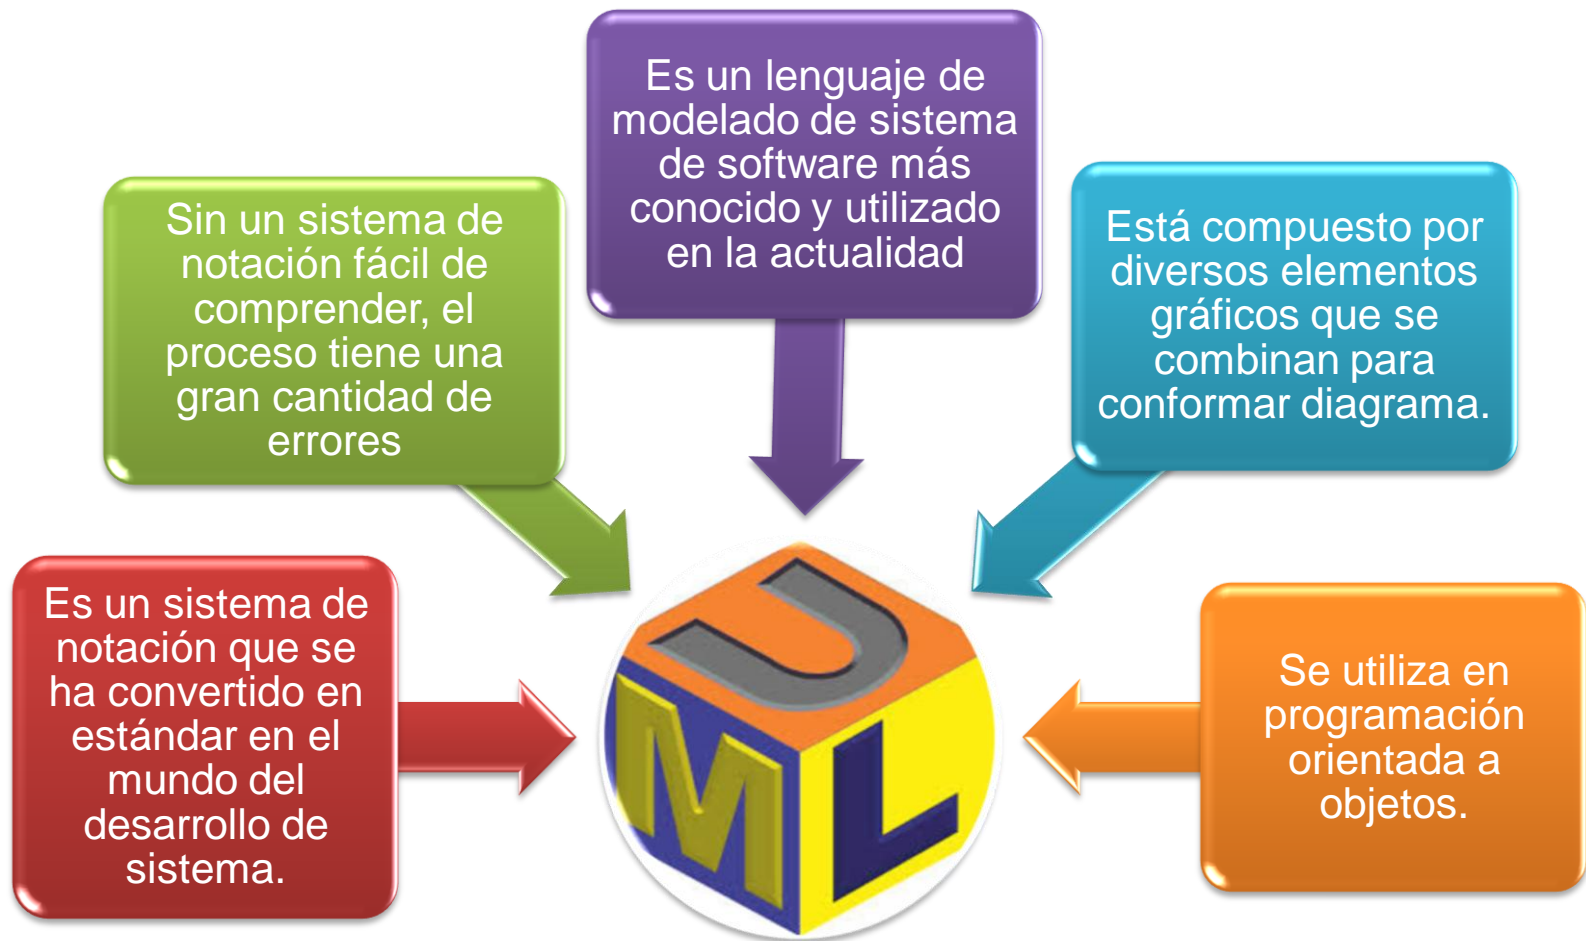 Es un lenguaje de
modelado de sistema
de software más
conocido y utilizado
en la actualidad
Sin un sistema de
notación fácil de
comprender, el
proceso tiene una
gran cantidad de
errores
Está compuesto por
diversos elementos
gráficos que se
combinan para
conformar diagrama.
Es un sistema de
notación que se
ha convertido en
estándar en el
mundo del
desarrollo de
sistema.
Se utiliza en
programación
orientada a
objetos.
U
M L